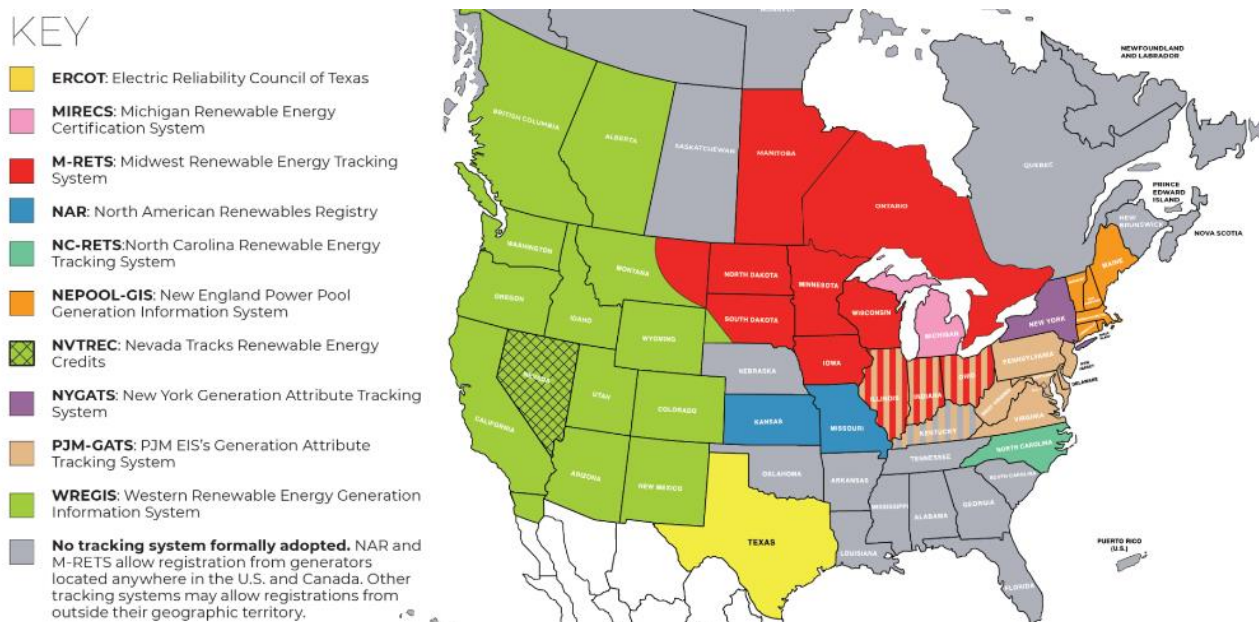 KEY
ERCOT: Electric Reliability Council of Texas
MIRECS: Michigan Renewable Energy
Certification System
M-RETS: Midwest Renewable Energy Tracking
System
NAR: North American Renewables Registry
NC-RETS:North Carolina Renewable Energy
Tracking System
NEPOOL-GIS: New England Power Pool
Generation Information System
NVTREC: Nevada Tracks Renewable Energy
Credits
NYGATS: New York Generation Attribute Tracking
System
PJM-GATS: PJM EIS's Generation Attribute
Tracking System
WREGIS: Western Renewable Energy Generation
Information System
No tracking system formally adopted. NAR and
M-RETS allow registration from generators
located anywhere in the U.S. and Canada. Other
tracking systems may allow registrations from
outside their geographic territory.
NEWFOUNDLAND
AND LABRADOR
BRITISH COLUMBIA
ALBERTA
SASKATCHEWAN
MANITOBA
ONTARIO
QUEBEC
PRINCE
EDWARD
ISLAND
NEW
BRUNSWICK
NOVA SCOTIA
WASHINGTON
MONTANA
NORTH DAKOTA
MINNESOTA
MAINE
OREGON
IDAHO
WYOMING
SOUTH DAKOTA
WISCONSIN
MICHIGAN
NEW YORK
NEVADA
UTAH
COLORADO
NEBRASKA
IOWA
ILLINOIS
INDIANA
OHIO
PENNSYLVANIA
NEW
JERSEY
DELAWARE
CALIFORNIA
KANSAS
MISSOURI
KENTUCKY
WEST VIRGINIA
VIRGINIA
ARIZONA
NEW MEXICO
OKLAHOMA
ARKANSAS
TENNESSEE
NORTH CAROLINA
SOUTH CAROLINA
TEXAS
LOUISIANA
MISSISSIPPI
ALABAMA
GEORGIA
FLORIDA
PUERTO RICO
(U.S.)